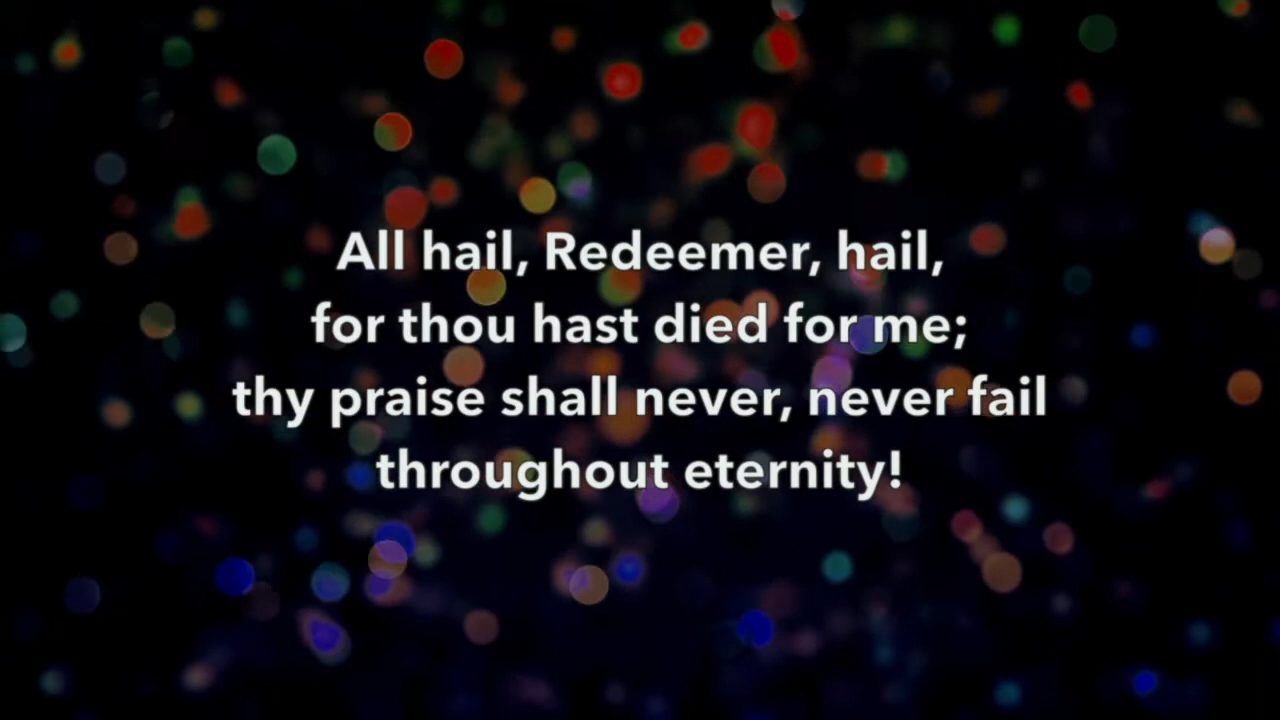 All hail, Redeemer, hail,
for thou hast died for me;
thy praise shall never, never fail
throughout eternity!